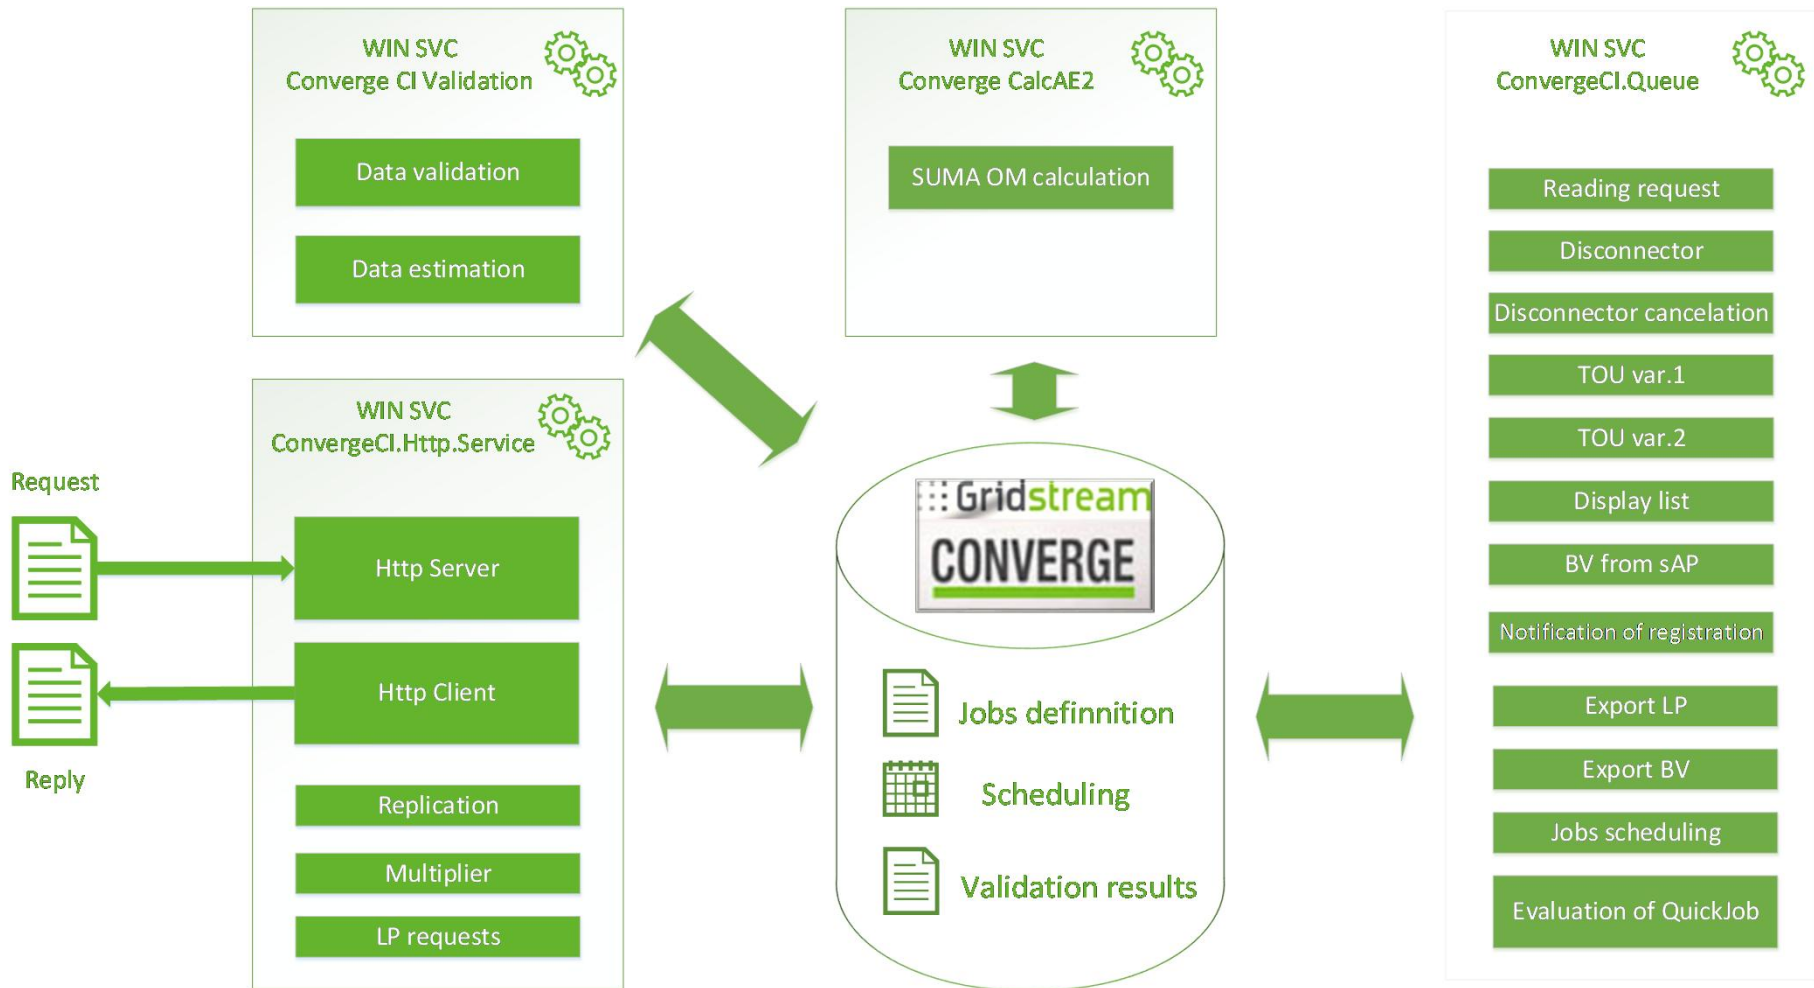 WIN SVC
Converge CI Validation
Data validation
Data estimation
WIN SVC
Converge CalcAE2
SUMA OM calculation
WIN SVC
ConvergeCI.Queue
Reading request
Disconnector
Disconnector cancelation
TOU var.1
TOU var.2
Display list
BV from sAP
Notification of registration
Export LP
Export BV
Jobs scheduling
Evaluation of QuickJob
WIN SVC
ConvergeCI.Http.Service
Request
Http Server
Http Client
Reply
Replication
Multiplier
LP requests
Gridstream
CONVERGE
Jobs definnition
Scheduling
Validation results